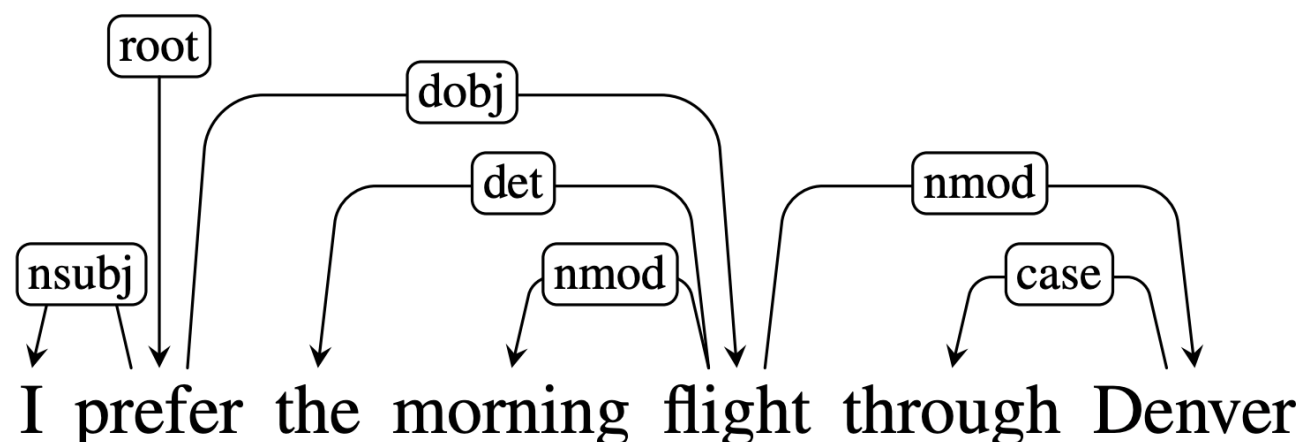 root
dobj
det nmod
nsubj nmod case
I prefer the morning flight through Denver